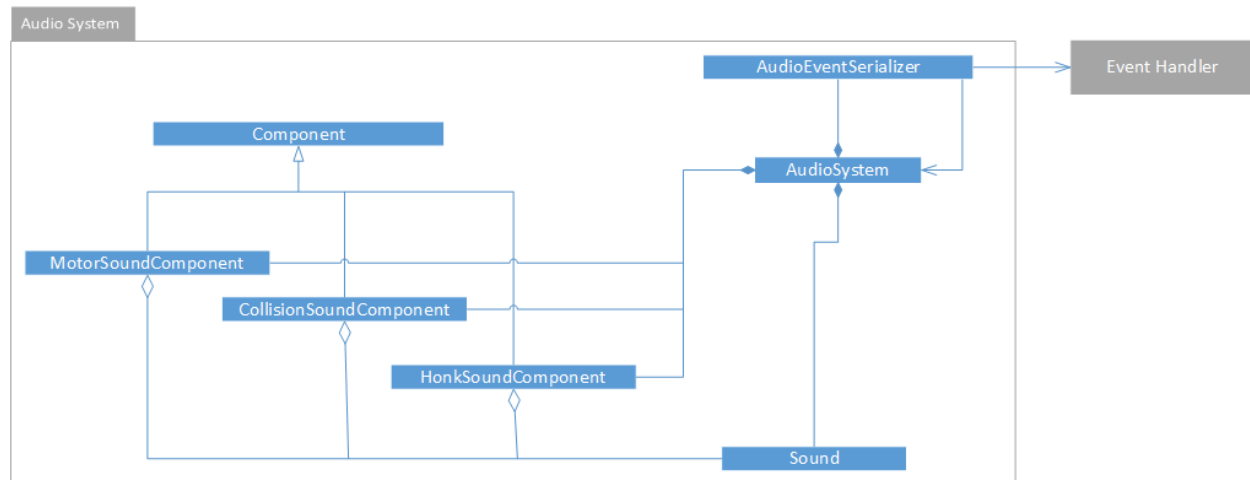 Audio System
AudioEventSerializer
Event Handler
Component
AudioSystem
MotorSoundComponent
CollisionSoundComponent
HonkSoundComponent
Sound